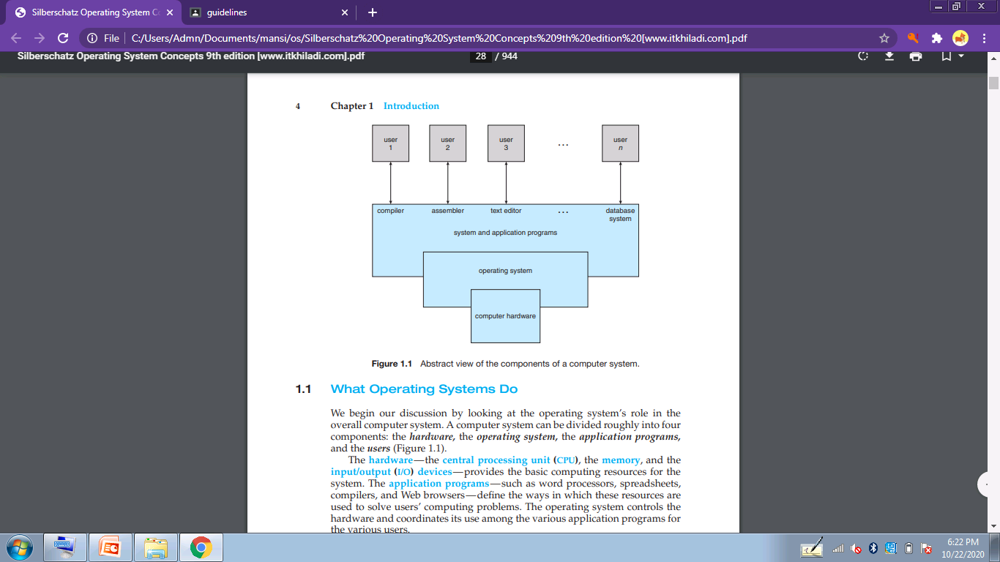 Silberschatz Operating System Co
guidelines
File
C:/Users/Admn/Documents/mansi/os/Silberschatz%20Operating%20System%20Concepts%209th%20edition%20[www.itkhiladi.com].pdf
Silberschatz Operating System Concepts 9th edition [www.itkhiladi.com].pdf
28 / 944
4 Chapter 1 Introduction
user 1
user 2
user 3
...
user n
compiler
assembler
text editor
...
database system
system and application programs
operating system
computer hardware
Figure 1.1 Abstract view of the components of a computer system.
1.1 What Operating Systems Do
We begin our discussion by looking at the operating system's role in the
overall computer system. A computer system can be divided roughly into four
components: the hardware, the operating system, the application programs,
and the users (Figure 1.1).
The hardware—the central processing unit (CPU), the memory, and the
input/output (I/O) devices—provides the basic computing resources for the
system. The application programs—such as word processors, spreadsheets,
compilers, and Web browsers—define the ways in which these resources are
used to solve users' computing problems. The operating system controls the
hardware and coordinates its use among the various application programs for
the various users.
6:22 PM
10/22/2020